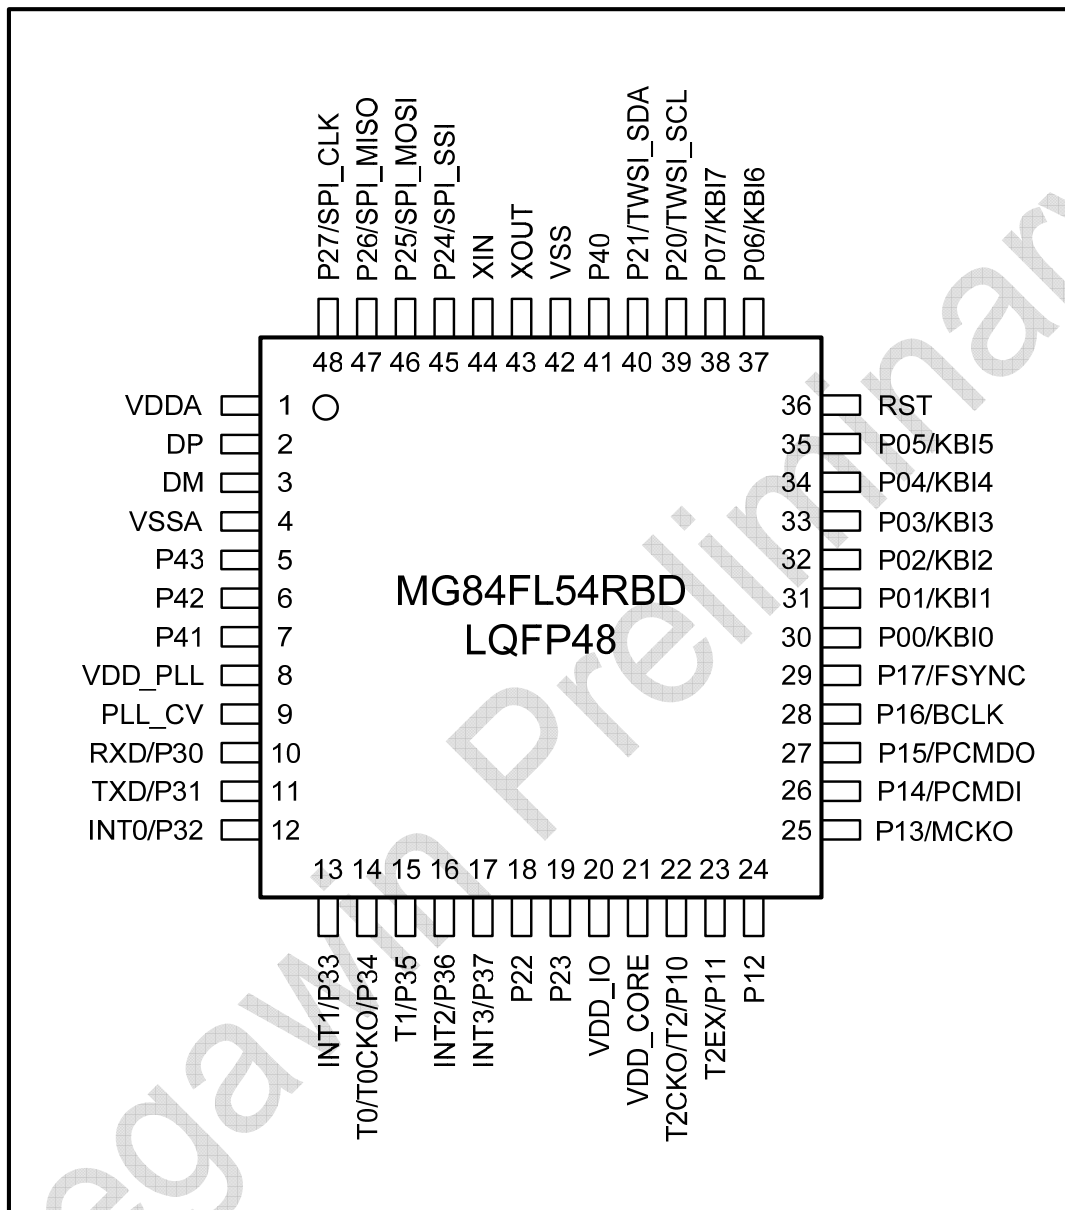 P27/SPI_CLK
P26/SPI_MISO
P25/SPI_MOSI
P24/SPI_SSI
XIN
XOUT
VSS
P40
P21/TWSI_SDA
P20/TWSI_SCL
P07/KBI7
P06/KBI6
48 47 46 45 44 43 42 41 40 39 38 37
VDDA 1
DP 2
DM 3
VSSA 4
P43 5
P42 6
P41 7
VDD_PLL 8
PLL_CV 9
RXD/P30 10
TXD/P31 11
INT0/P32 12
MG84FL54RBD
LQFP48
36 RST
35 P05/KBI5
34 P04/KBI4
33 P03/KBI3
32 P02/KBI2
31 P01/KBI1
30 P00/KBI0
29 P17/FSYNC
28 P16/BCLK
27 P15/PCMDO
26 P14/PCMDI
25 P13/MCKO
13 14 15 16 17 18 19 20 21 22 23 24
INT1/P33
T0/T0CKO/P34
T1/P35
INT2/P36
INT3/P37
P22
P23
VDD_IO
VDD_CORE
T2CKO/T2/P10
T2EX/P11
P12
egawin Preliminary